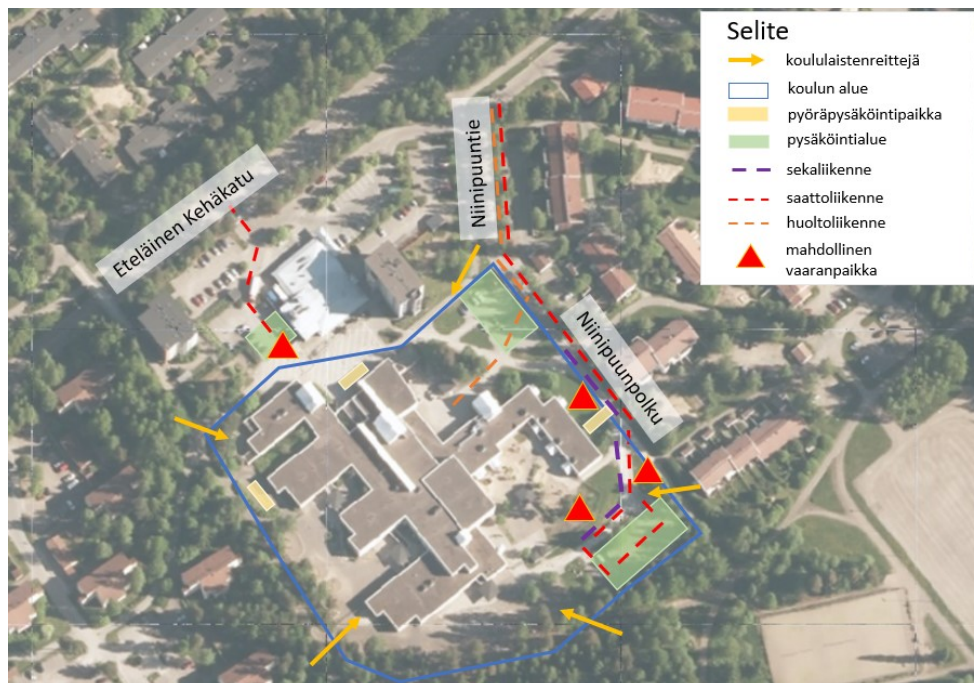 Selite
koululaistenreittejä
koulun alue
pyöräpysäköintipaikka
pysäköintialue
sekaliikenne
saattoliikenne
huoltoliikenne
mahdollinen
vaaranpaikka
Niinipuuntie
Eteläinen Kehäkatu
Niinipuunpolku